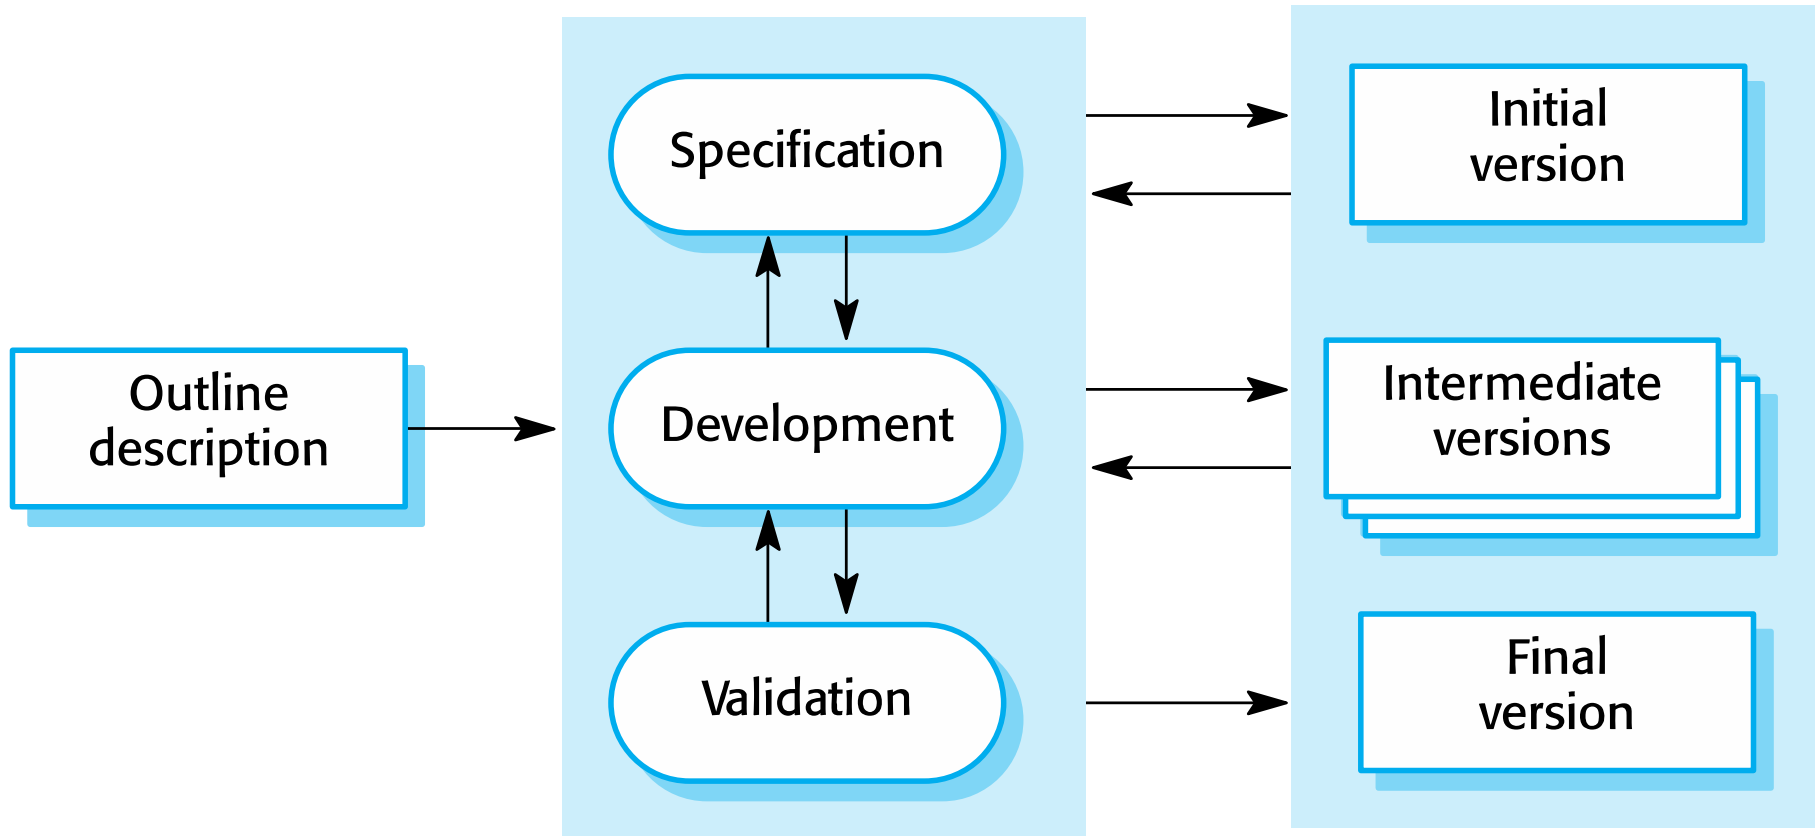 Specification
Initial
version
Outline
description
Development
Intermediate
versions
Validation
Final
version